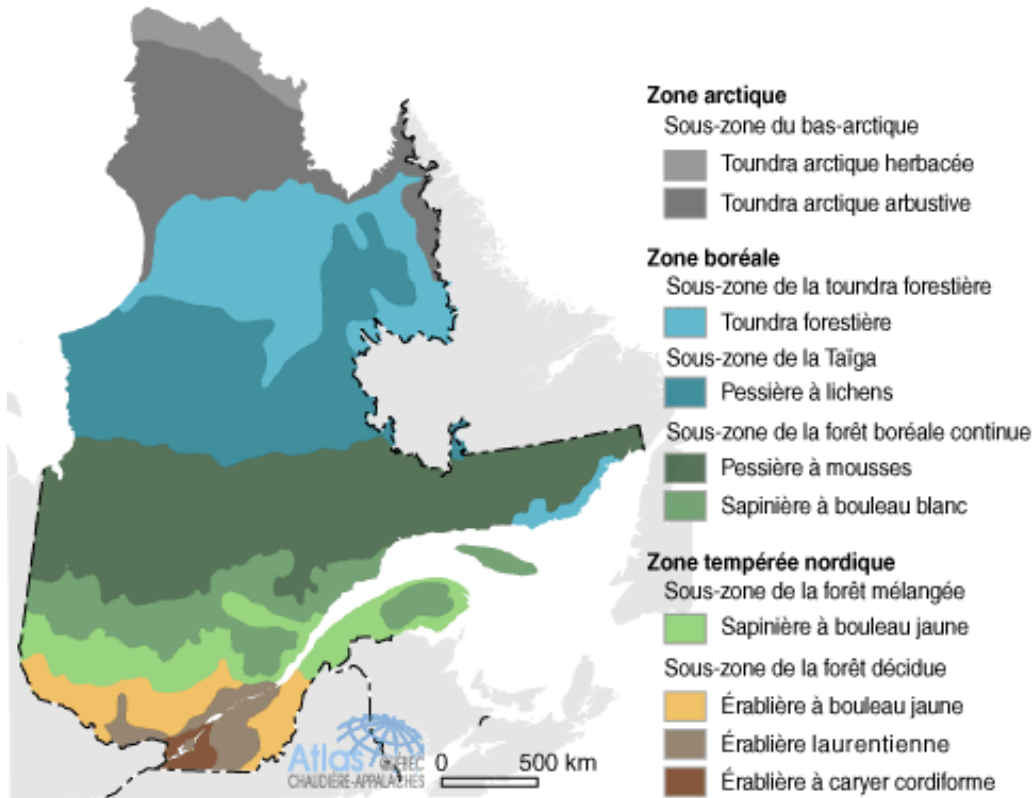 Zone arctique
Sous-zone du bas-arctique
Toundra arctique herbacée
Toundra arctique arbustive
Zone boréale
Sous-zone de la toundra forestière
Toundra forestière
Sous-zone de la Taïga
Pessière à lichens
Sous-zone de la forêt boréale continue
Pessière à mousses
Sapinière à bouleau blanc
Zone tempérée nordique
Sous-zone de la forêt mélangée
Sapinière à bouleau jaune
Sous-zone de la forêt décidue
Érablière à bouleau jaune
Érablière laurentienne
Érablière à caryer cordiforme
Atlas QUÉBEC
CHAUDIÈRE-APPALACHES
0 500 km